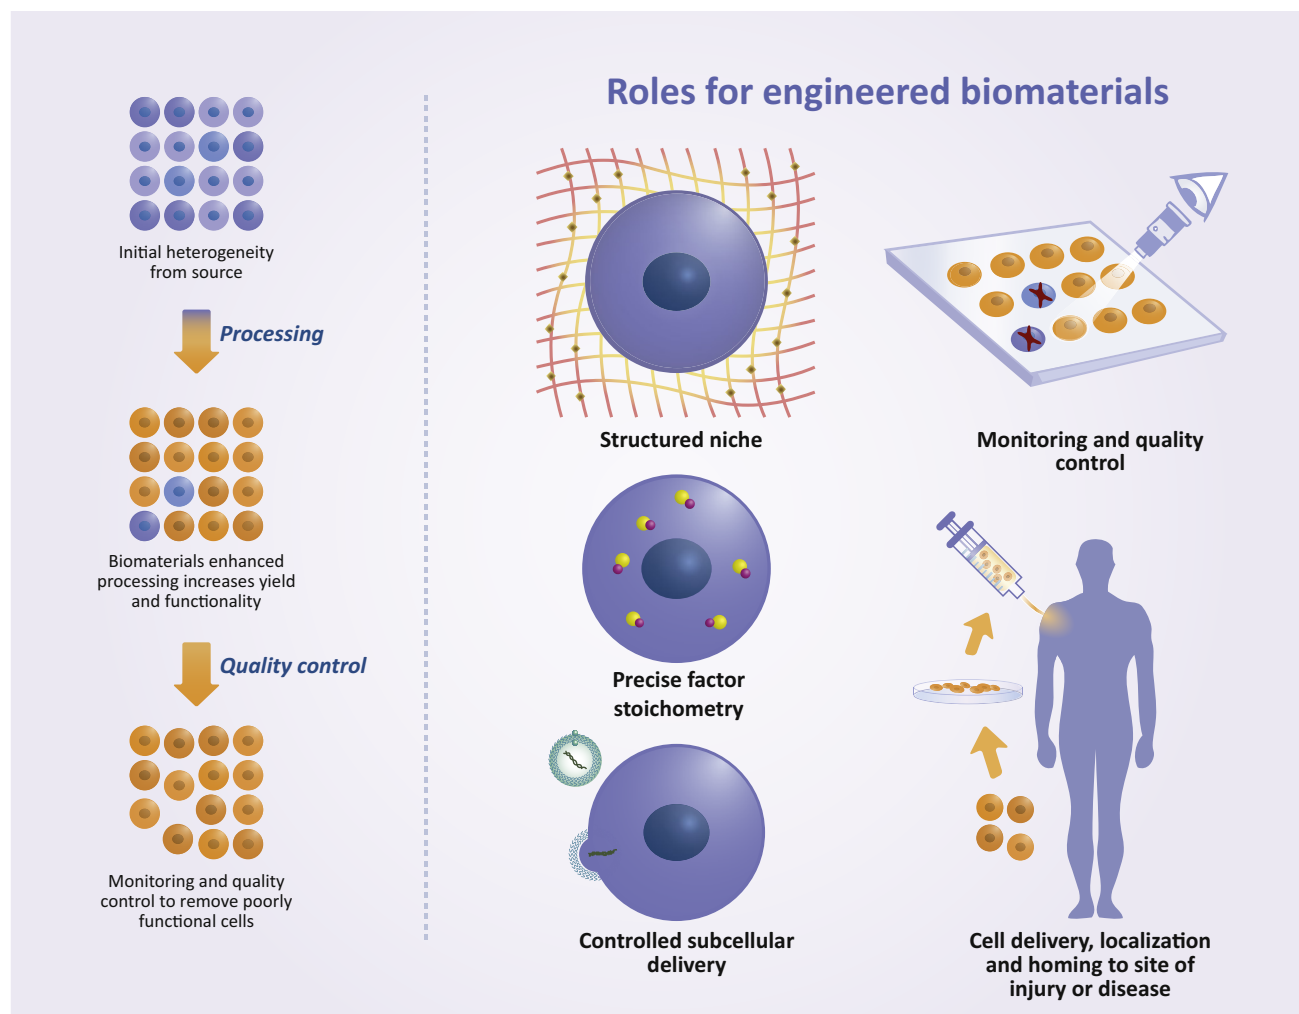 Roles for engineered biomaterials
Initial heterogeneity
from source
Processing
Biomaterials enhanced
processing increases yield
and functionality
Quality control
Monitoring and quality
control to remove poorly
functional cells
Structured niche
Monitoring and quality
control
Precise factor
stoichometry
Controlled subcellular
delivery
Cell delivery, localization
and homing to site of
injury or disease